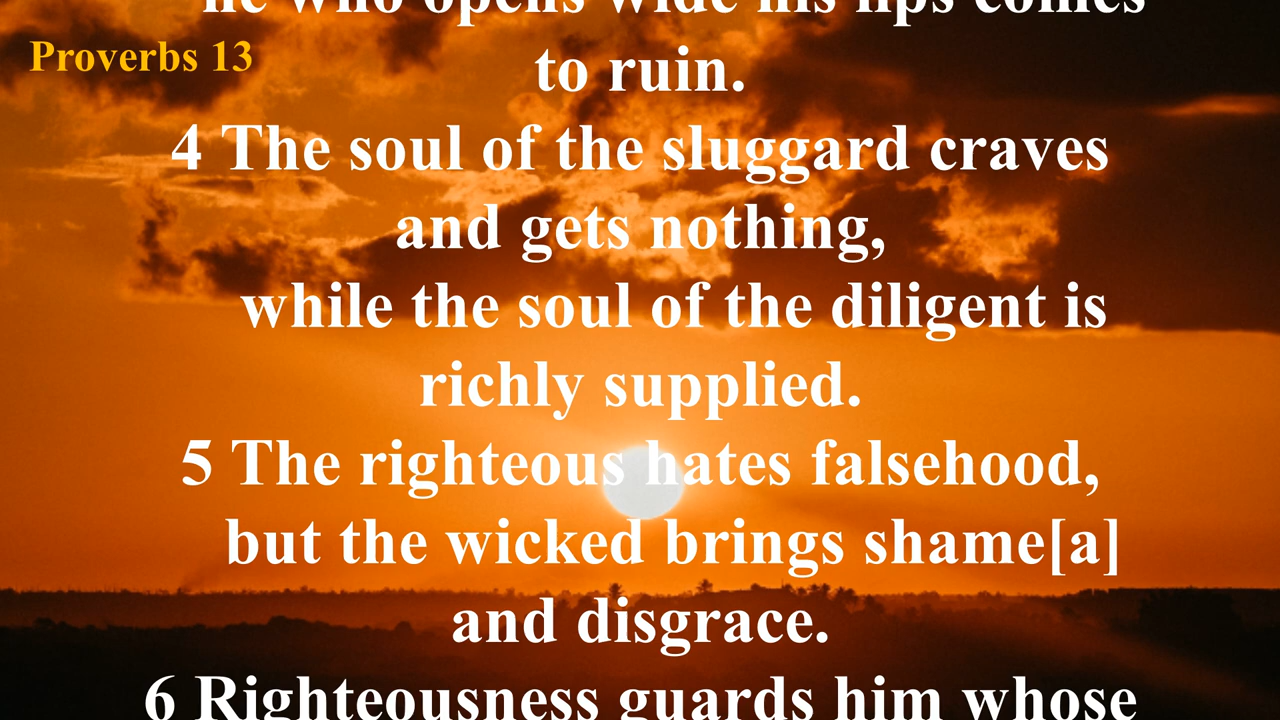 he who opens wide his lips comes
Proverbs 13
to ruin.
4 The soul of the sluggard craves
and gets nothing,
while the soul of the diligent is
richly supplied.
5 The righteous hates falsehood,
but the wicked brings shame[a]
and disgrace.
6 Righteousness guards him whose